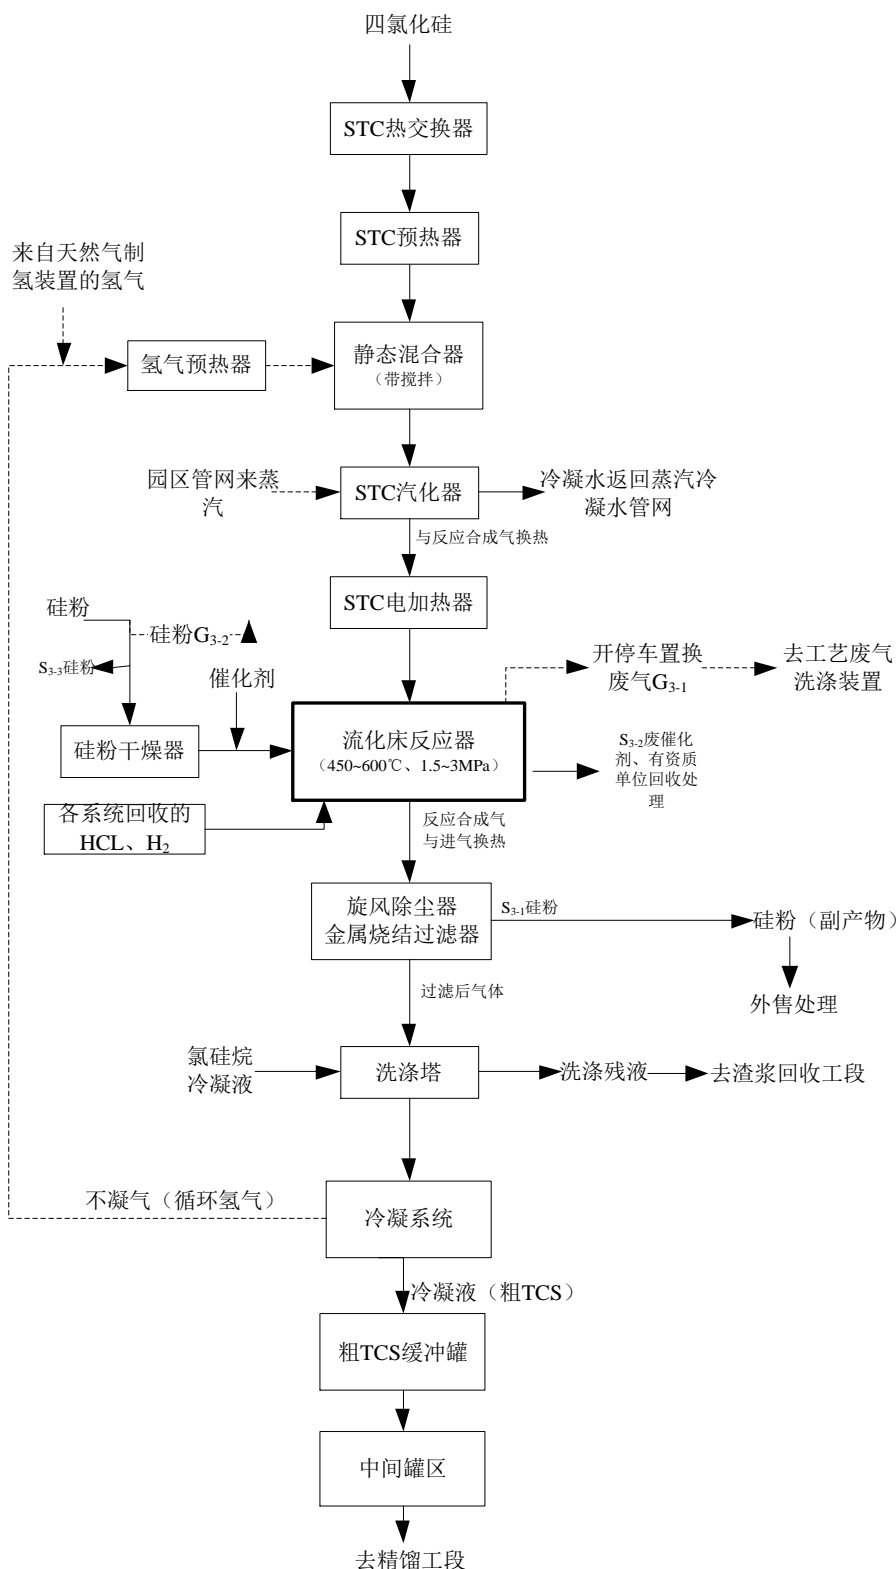 四氯化硅
STC热交换器
STC预热器
来自天然气制
氢装置的氢气
氢气预热器
静态混合器
（带搅拌）
园区管网来蒸
汽
STC汽化器
冷凝水返回蒸汽冷
凝水管网
与反应合成气换热
STC电加热器
硅粉
硅粉G3-2
S3-3硅粉
催化剂
开停车置换
废气G3-1
去工艺废气
洗涤装置
硅粉干燥器
流化床反应器
（450~600℃、1.5~3MPa）
S3-2废催化
剂、有资质
单位回收处
理
各系统回收的
HCL、H2
反应合成气
与进气换热
旋风除尘器
金属烧结过滤器
S3-1硅粉
硅粉（副产物）
外售处理
过滤后气体
氯硅烷
冷凝液
洗涤塔
洗涤残液
去渣浆回收工段
不凝气（循环氢气）
冷凝系统
冷凝液（粗TCS）
粗TCS缓冲罐
中间罐区
去精馏工段